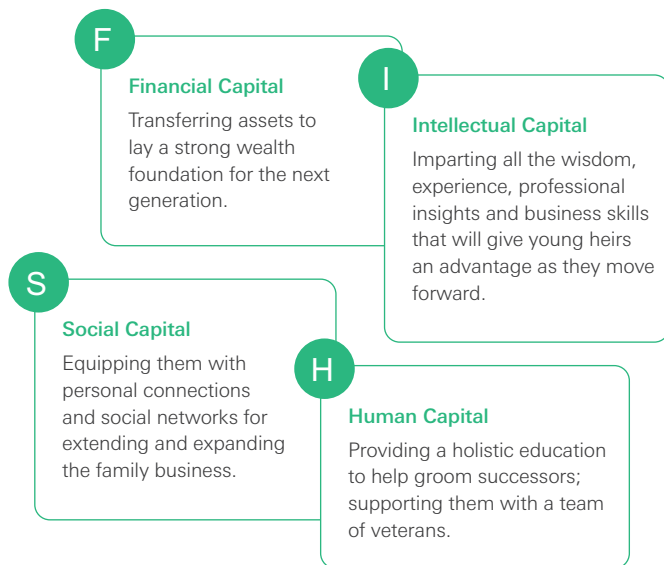 F
Financial Capital
Transferring assets to
lay a strong wealth
foundation for the next
generation.
I
Intellectual Capital
Imparting all the wisdom,
experience, professional
insights and business skills
that will give young heirs
an advantage as they move
forward.
S
Social Capital
Equipping them with
personal connections
and social networks for
extending and expanding
the family business.
H
Human Capital
Providing a holistic education
to help groom successors;
supporting them with a team
of veterans.